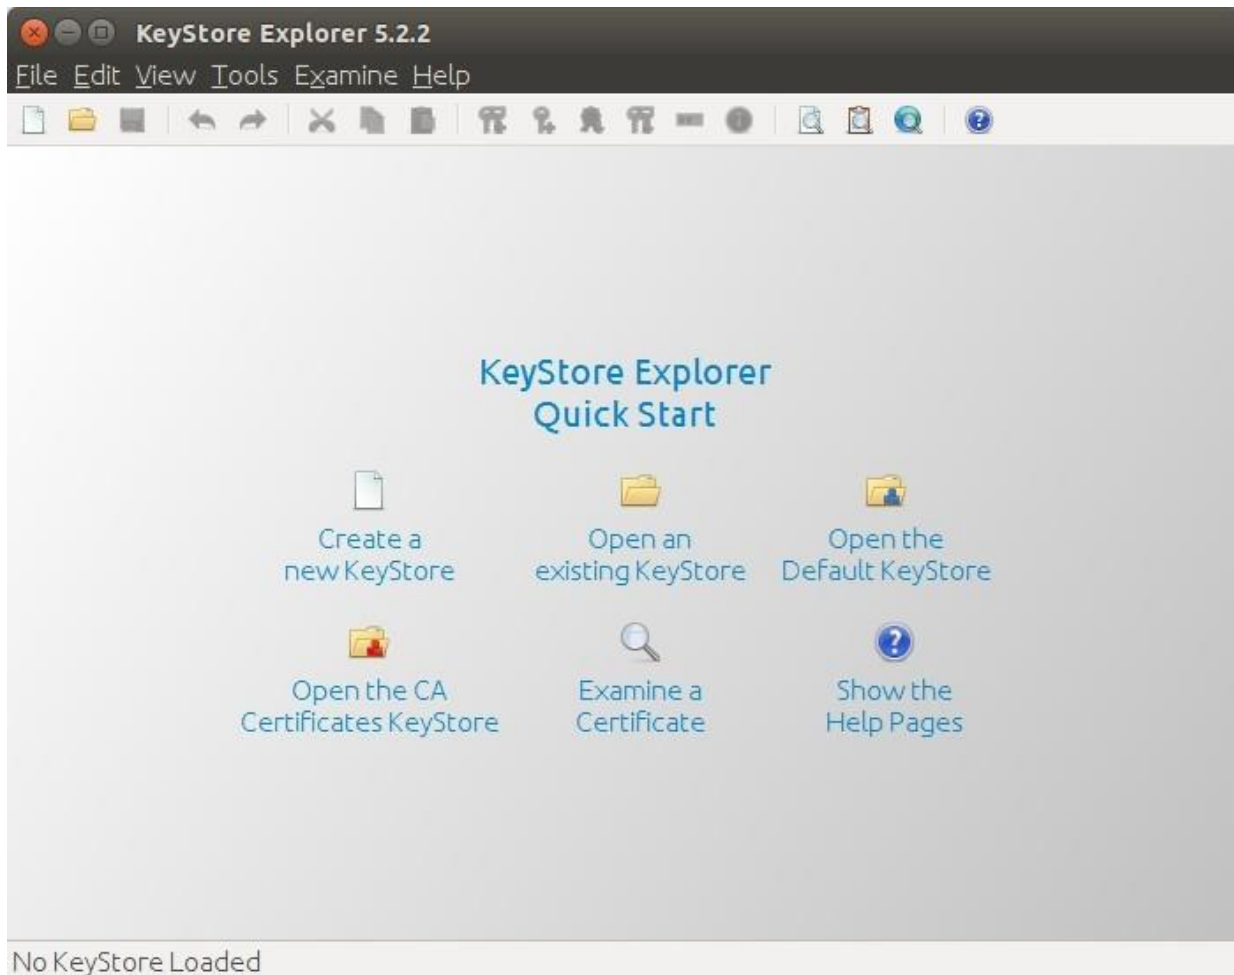 KeyStore Explorer 5.2.2
File Edit View Tools Examine Help
KeyStore Explorer
Quick Start
Create a
new KeyStore
Open an
existing KeyStore
Open the
Default KeyStore
Open the CA
Certificates KeyStore
Examine a
Certificate
Show the
Help Pages
No KeyStore Loaded